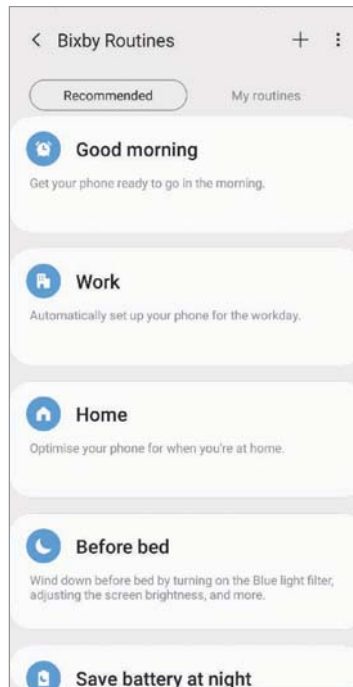 Bixby Routines
Recommended
My routines
Good morning
Get your phone ready to go in the morning.
Work
Automatically set up your phone for the workday.
Home
Optimise your phone for when you're at home.
Before bed
Wind down before bed by turning on the Blue light filter,
adjusting the screen brightness, and more.
Save battery at night